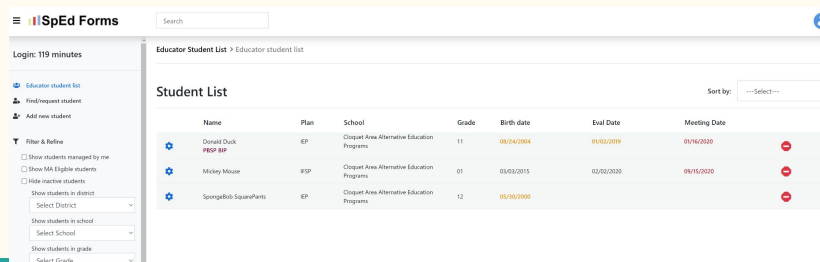 SpEd Forms
Search
Login: 119 minutes
Educator student list
Find/request student
Add new student
Filter & Refine
Show students managed by me
Show MA Eligible students
Hide inactive students
Show students in district
Select District
Show students in school
Select School
Show students in grade
Select Grade
Educator Student List > Educator student list
Student List
Sort by: ---Select---
Name Plan School Grade Birth date Eval Date Meeting Date
Donald Duck IEP Cloquet Area Alternative Education 11 08/24/2004 01/02/2019 01/16/2020
PBSP BIP Programs
Mickey Mouse IFSP Cloquet Area Alternative Education 01 03/03/2015 02/02/2020 09/15/2020
Programs
SpongeBob SquarePants IEP Cloquet Area Alternative Education 12 05/30/2000
Programs